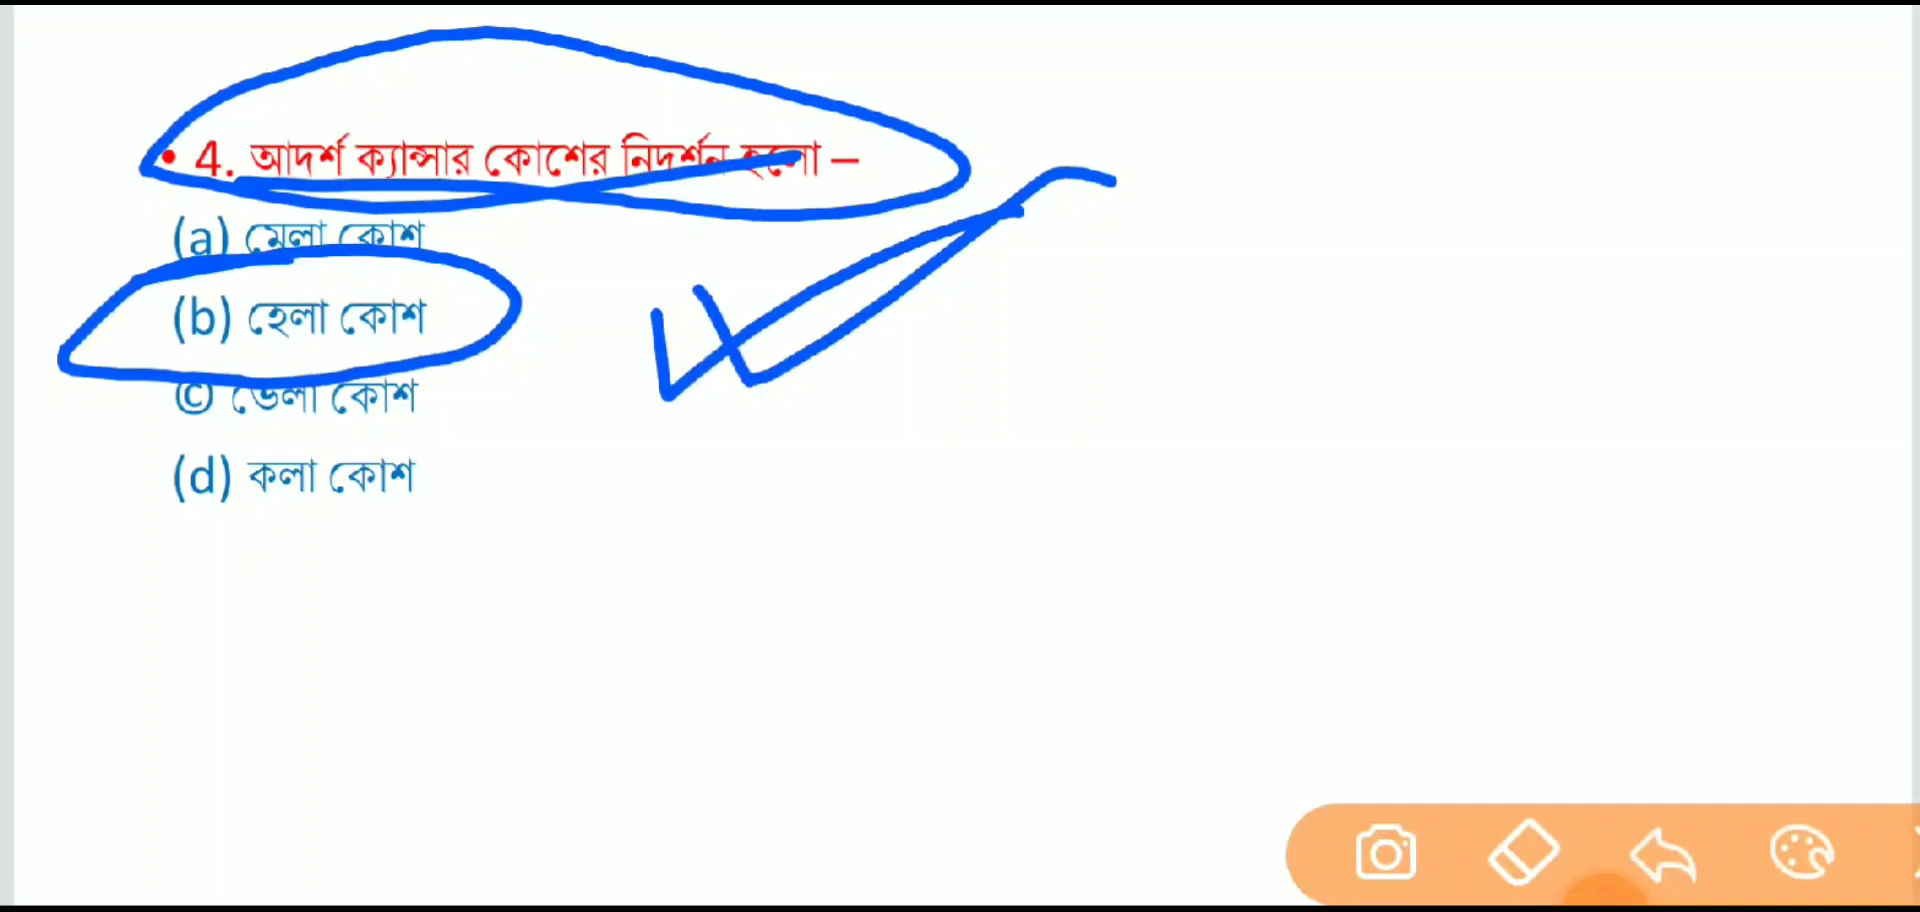 • 4. আদর্শ ক্যান্সার কোশের নিদর্শন হলো –
(a) মেলা কোশ
(b) হেলা কোশ
© ভেলা কোশ
(d) কলা কোশ